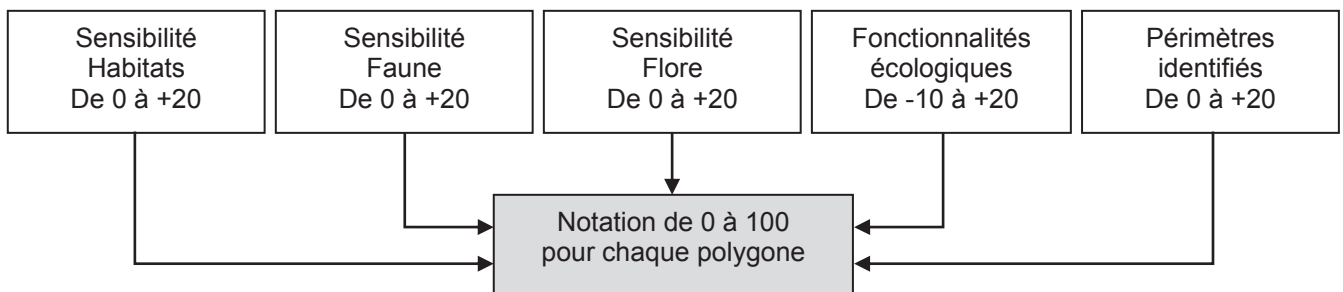 Sensibilité
Habitats
De 0 à +20
Sensibilité
Faune
De 0 à +20
Sensibilité
Flore
De 0 à +20
Fonctionnalités
écologiques
De -10 à +20
Périmètres
identifiés
De 0 à +20
Notation de 0 à 100
pour chaque polygone